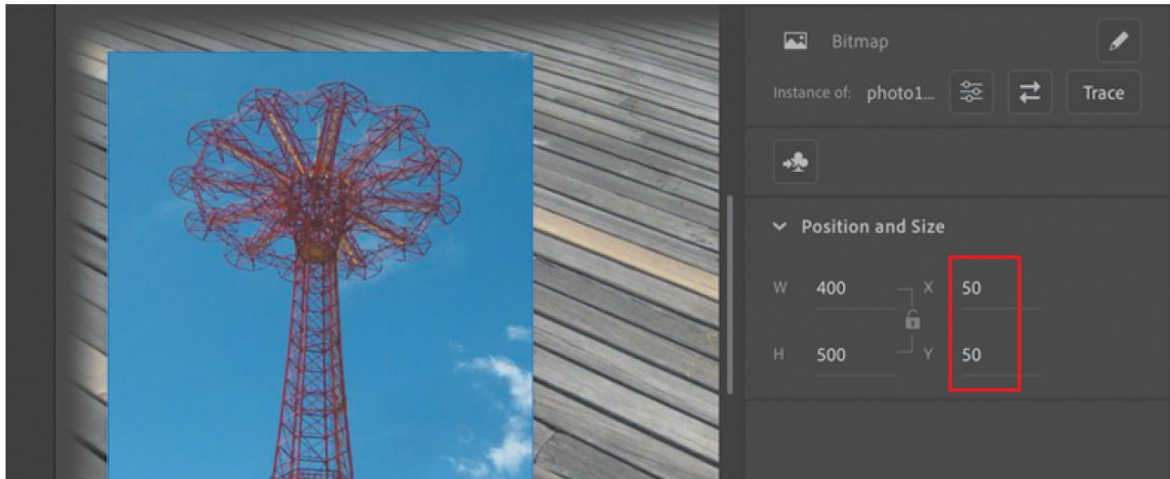 Bitmap
Instance of: photo1... Trace
Position and Size
W 400 X 50
H 500 Y 50